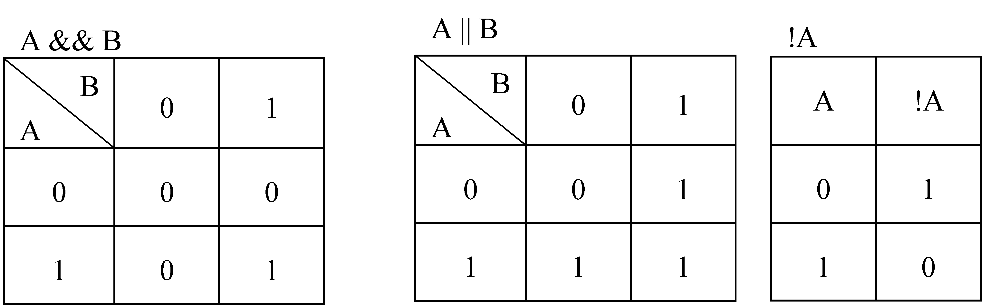 A && B
B
A 0 1
0 0 0
1 0 1
A || B
B
A 0 1
0 0 1
1 1 1
!A
A !A
0 1
1 0